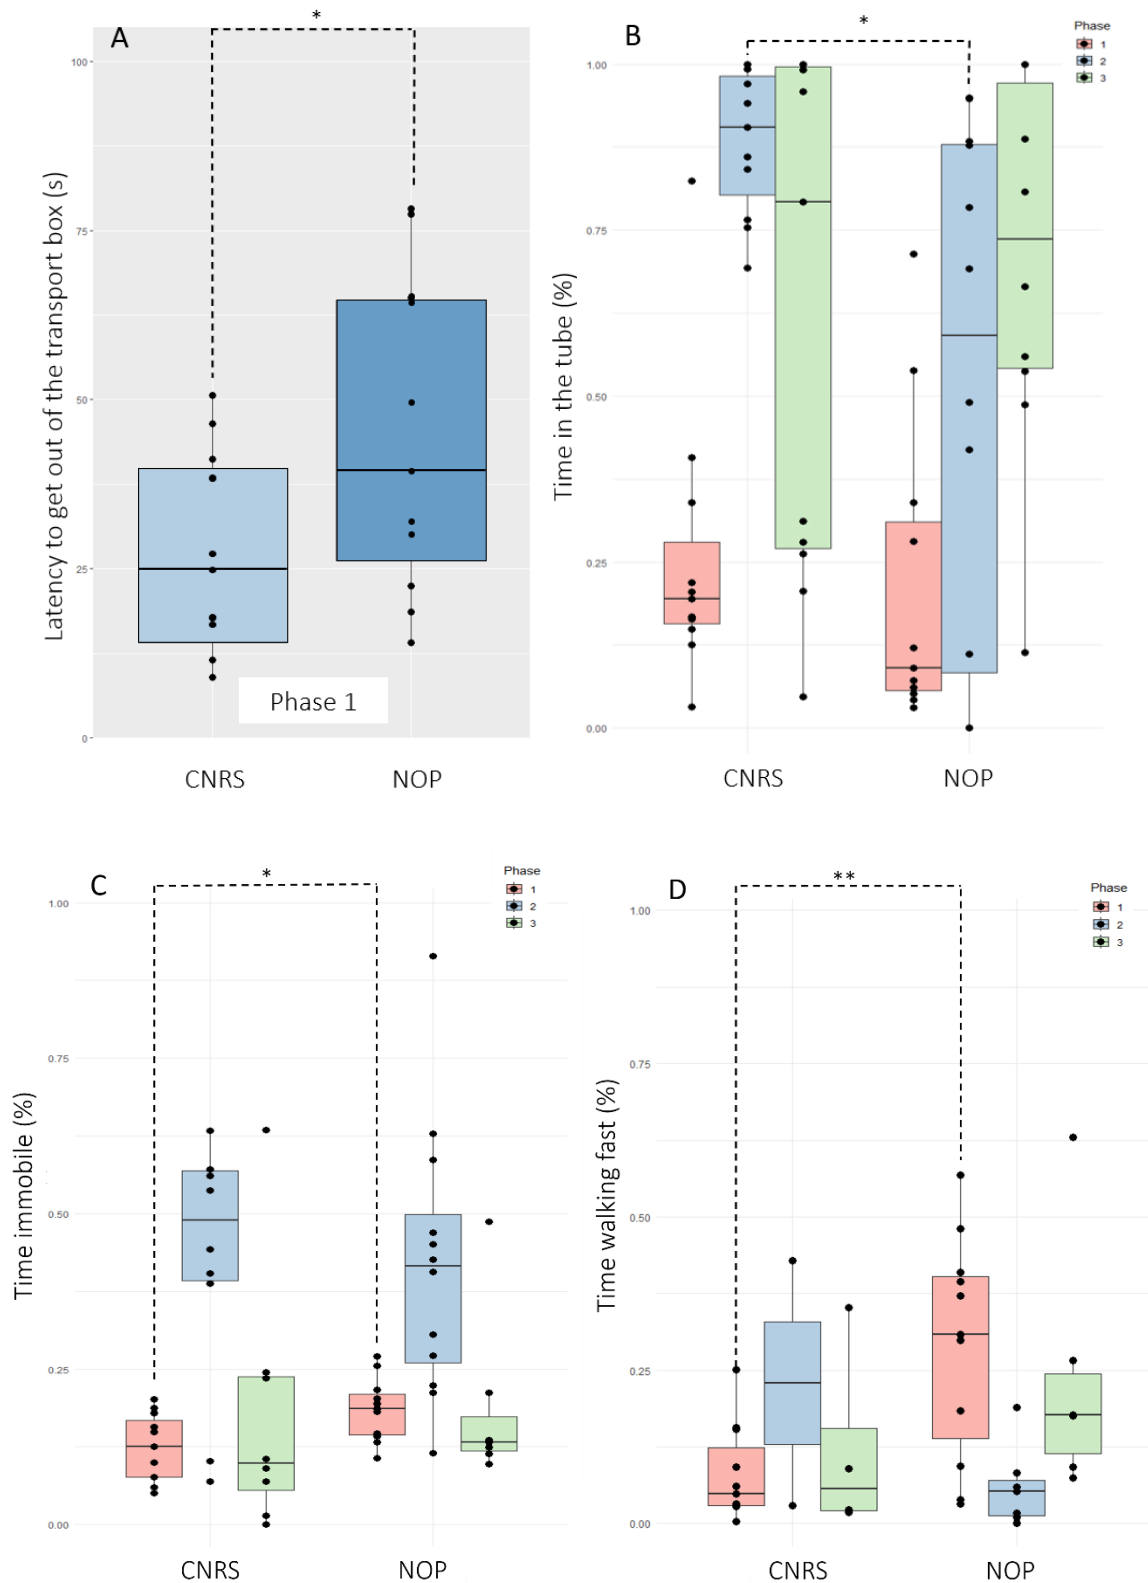 A
*
Latency to get out of the transport box (s)
100
75
50
25
0
Phase 1
CNRS
NOP
B
*
Phase
1
2
3
Time in the tube (%)
1.00
0.75
0.50
0.25
0.00
CNRS
NOP
C
*
Phase
1
2
3
Time immobile (%)
1.00
0.75
0.50
0.25
0.00
CNRS
NOP
D
**
Phase
1
2
3
Time walking fast (%)
1.00
0.75
0.50
0.25
0.00
CNRS
NOP